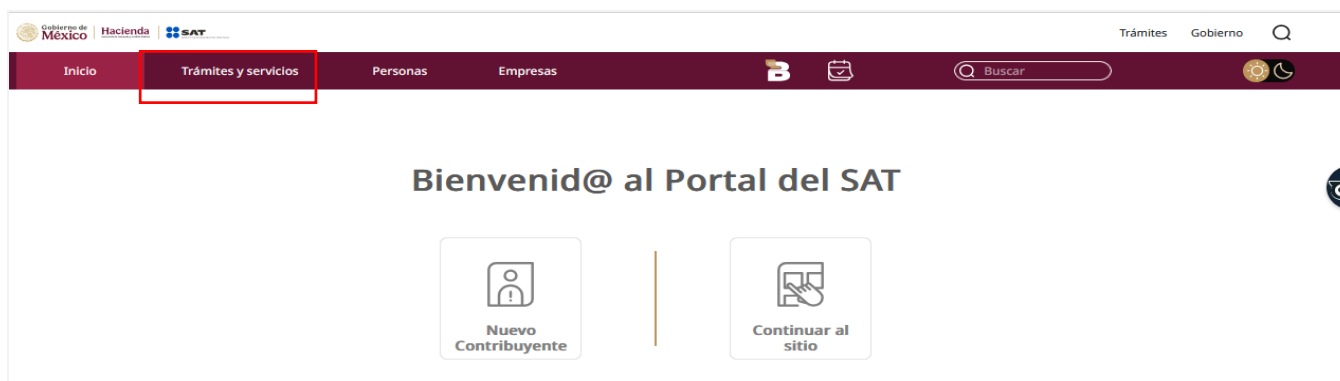 Gobierno de
México
Hacienda
SAT
Trámites
Gobierno
Inicio
Trámites y servicios
Personas
Empresas
Buscar
Bienvenid@ al Portal del SAT
Nuevo
Contribuyente
Continuar al
sitio